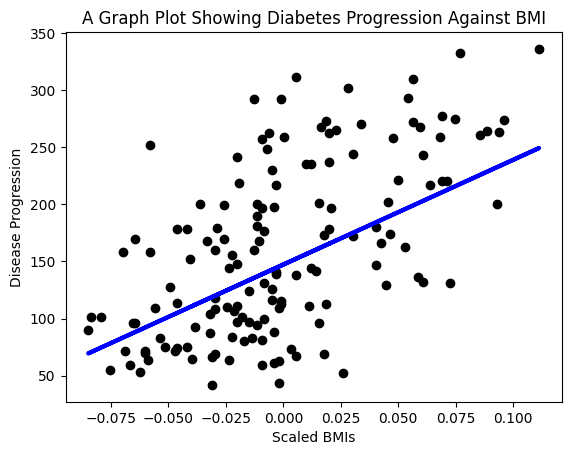 A Graph Plot Showing Diabetes Progression Against BMI
350
300
250
200
150
100
50
Disease Progression
−0.075 −0.050 −0.025 0.000 0.025 0.050 0.075 0.100
Scaled BMIs